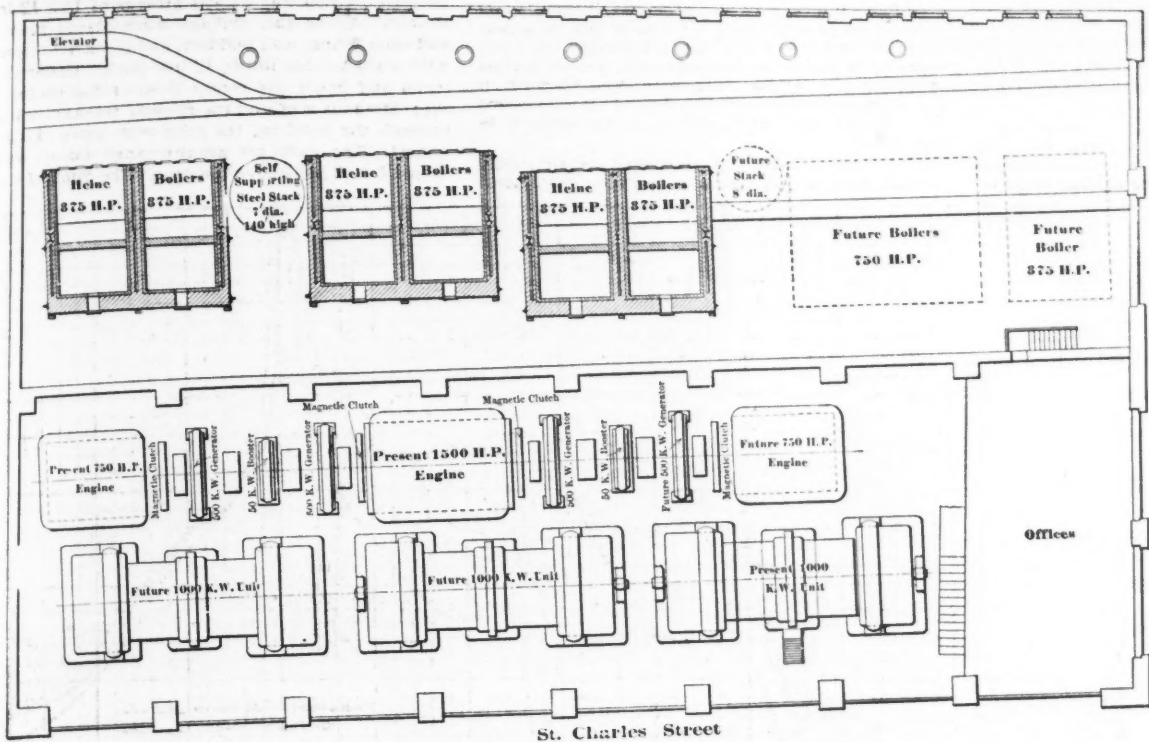 Elevator
Heine
875 H.P.
Boilers
875 H.P.
Self
Supporting
Steel Stack
7' dia.
140' high
Heine
875 H.P.
Boilers
875 H.P.
Heine
875 H.P.
Boilers
875 H.P.
Future
Stack
8' dia.
Future Boilers
750 H.P.
Future
Boiler
875 H.P.
Present 750 H.P.
Engine
Magnetic Clutch
500 K.W. Generator
50 K.W. Booster
500 K.W. Generator
Magnetic Clutch
Present 1500 H.P.
Engine
Magnetic Clutch
500 K.W. Generator
50 K.W. Booster
Future 500 K.W. Generator
Magnetic Clutch
Future 750 H.P.
Engine
Future 1000 K.W. Unit
Future 1000 K.W. Unit
Present 1000
K.W. Unit
Offices
St. Charles Street